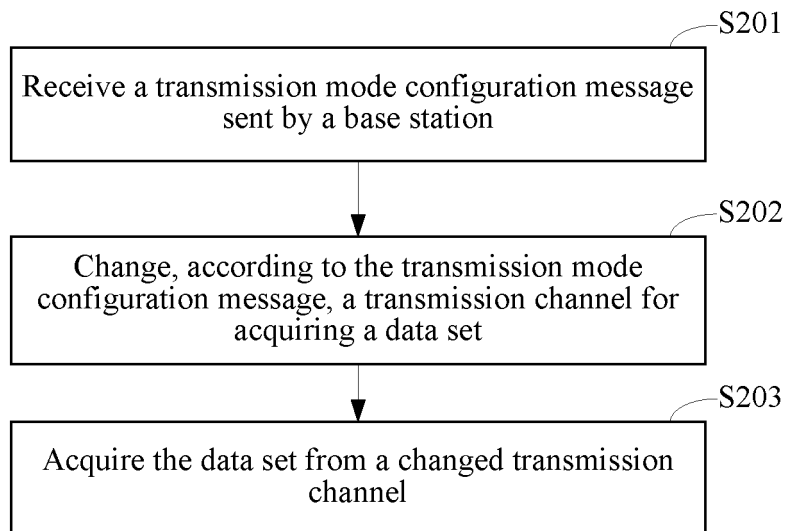 S201
Receive a transmission mode configuration message
sent by a base station
S202
Change, according to the transmission mode
configuration message, a transmission channel for
acquiring a data set
S203
Acquire the data set from a changed transmission
channel